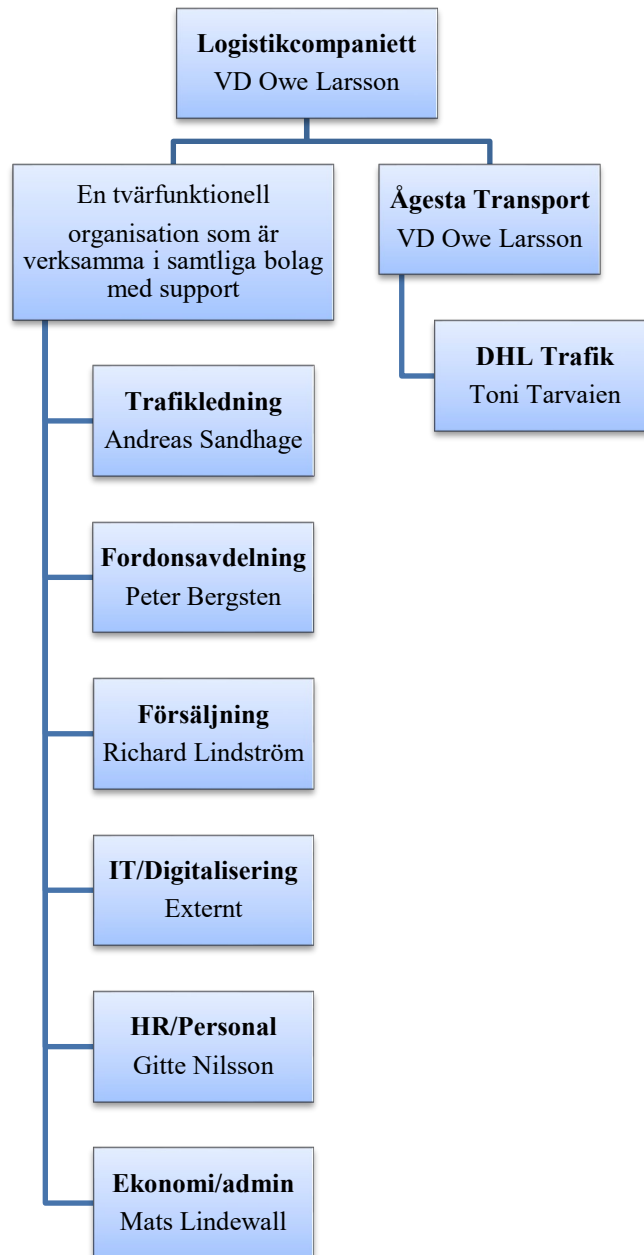 Logistikcompaniett
VD Owe Larsson
En tvärfunktionell
organisation som är
verksamma i samtliga bolag
med support
Ågesta Transport
VD Owe Larsson
DHL Trafik
Toni Tarvaien
Trafikledning
Andreas Sandhage
Fordonsavdelning
Peter Bergsten
Försäljning
Richard Lindström
IT/Digitalisering
Externt
HR/Personal
Gitte Nilsson
Ekonomi/admin
Mats Lindewall